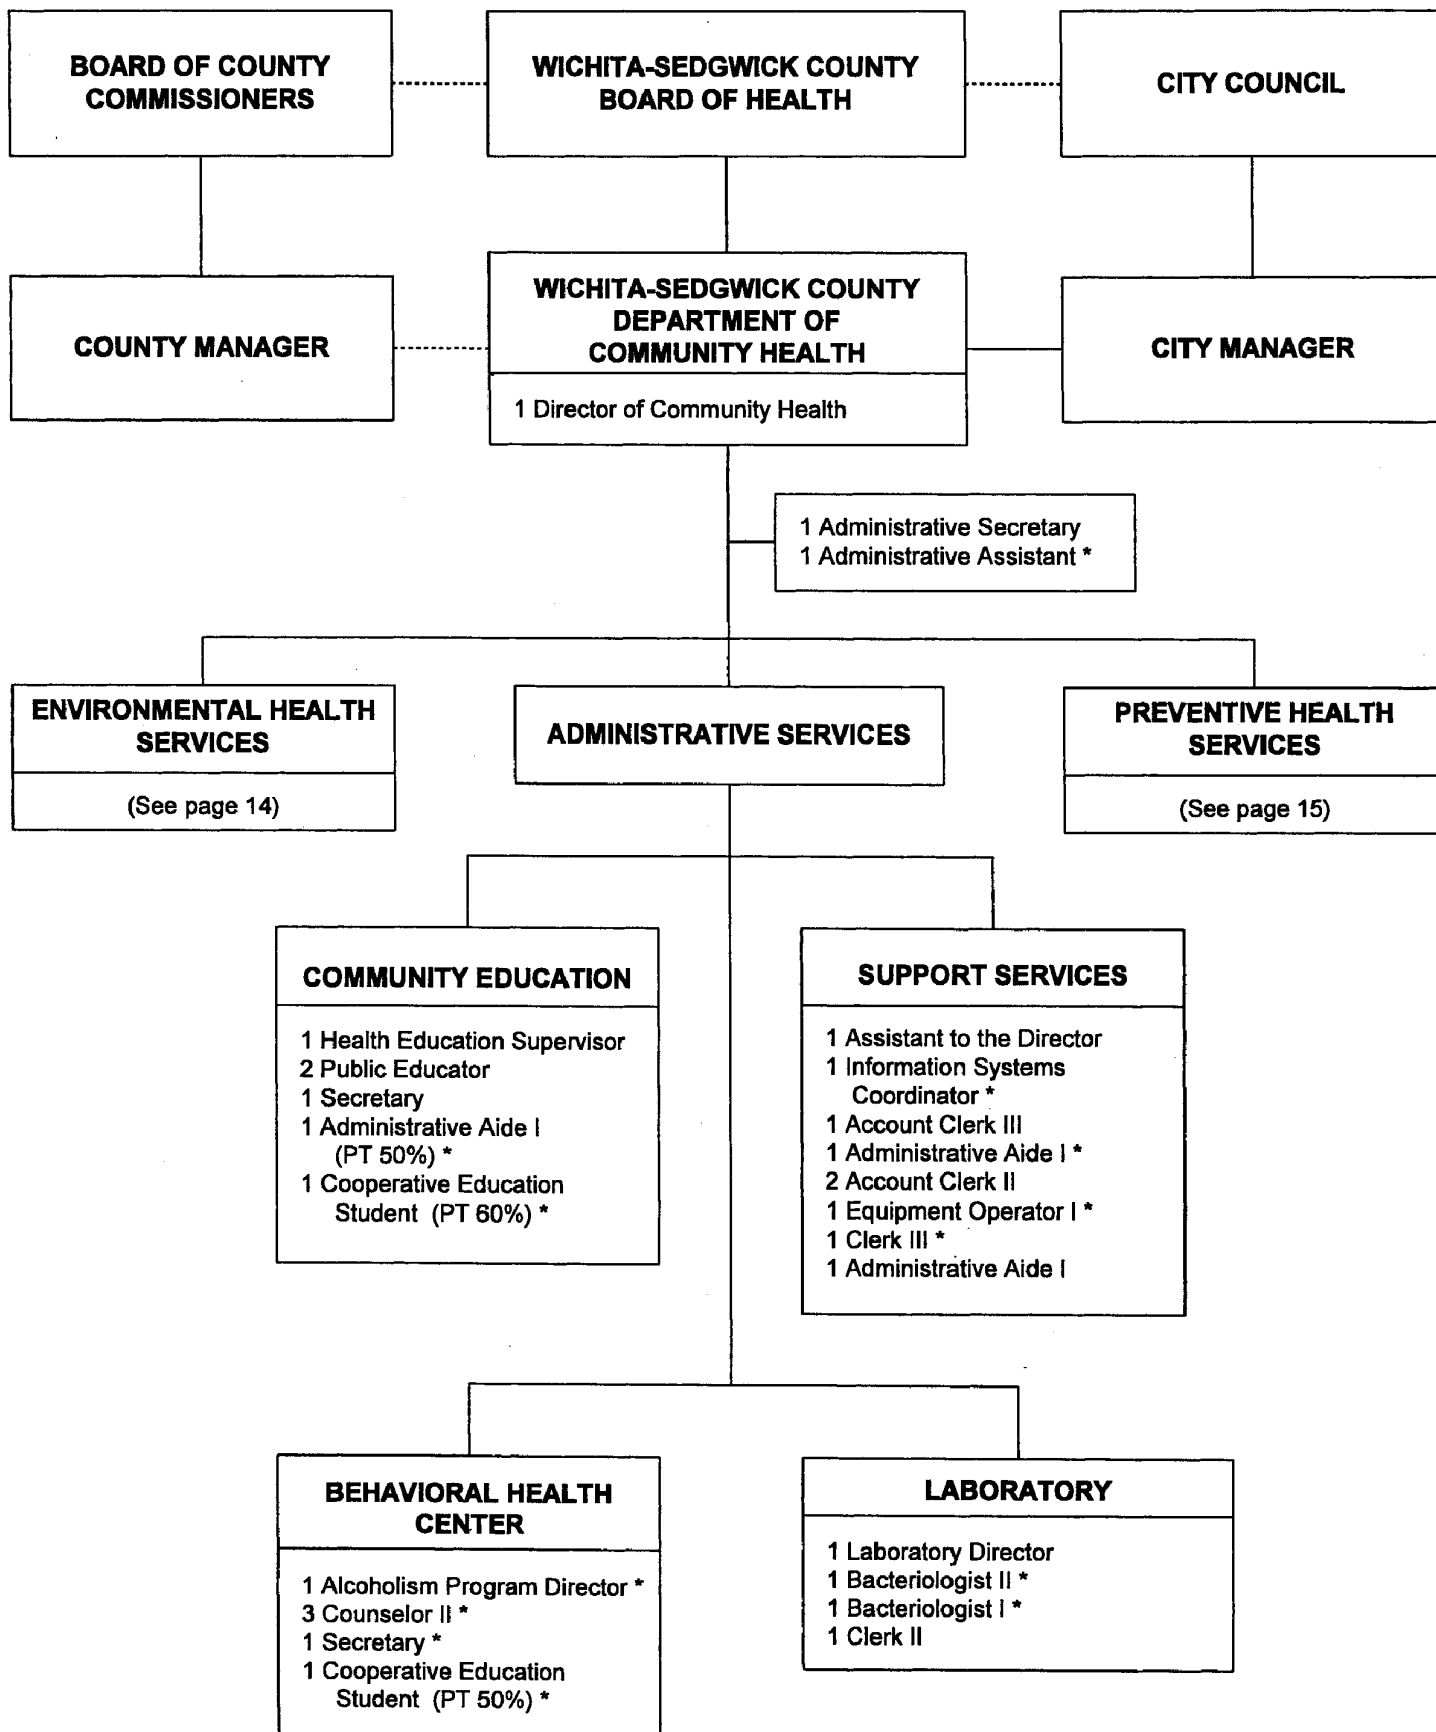 BOARD OF COUNTY
COMMISSIONERS
WICHITA-SEDGWICK COUNTY
BOARD OF HEALTH
CITY COUNCIL
COUNTY MANAGER
WICHITA-SEDGWICK COUNTY
DEPARTMENT OF
COMMUNITY HEALTH
1 Director of Community Health
CITY MANAGER
1 Administrative Secretary
1 Administrative Assistant *
ENVIRONMENTAL HEALTH
SERVICES
(See page 14)
ADMINISTRATIVE SERVICES
PREVENTIVE HEALTH
SERVICES
(See page 15)
COMMUNITY EDUCATION
1 Health Education Supervisor
2 Public Educator
1 Secretary
1 Administrative Aide I
(PT 50%) *
1 Cooperative Education
Student (PT 60%) *
SUPPORT SERVICES
1 Assistant to the Director
1 Information Systems
Coordinator *
1 Account Clerk III
1 Administrative Aide I *
2 Account Clerk II
1 Equipment Operator I *
1 Clerk III *
1 Administrative Aide I
BEHAVIORAL HEALTH
CENTER
1 Alcoholism Program Director *
3 Counselor II *
1 Secretary *
1 Cooperative Education
Student (PT 50%) *
LABORATORY
1 Laboratory Director
1 Bacteriologist II *
1 Bacteriologist I *
1 Clerk II